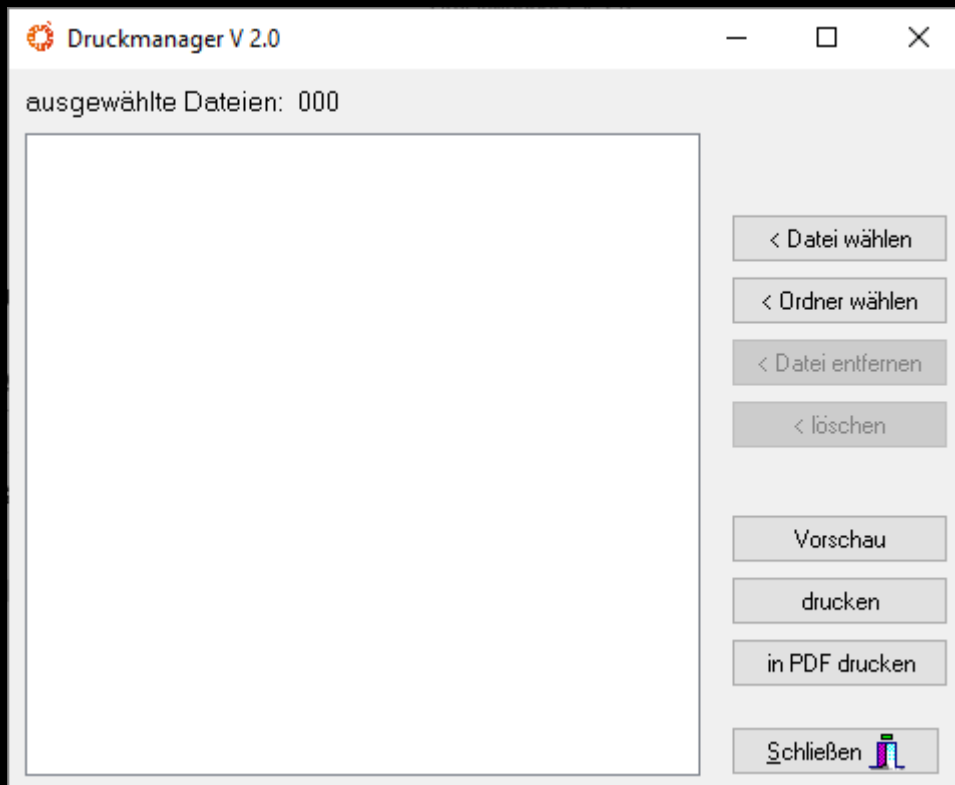 Druckmanager V 2.0
ausgewählte Dateien: 000
< Datei wählen
< Ordner wählen
< Datei entfernen
< löschen
Vorschau
drucken
in PDF drucken
Schließen